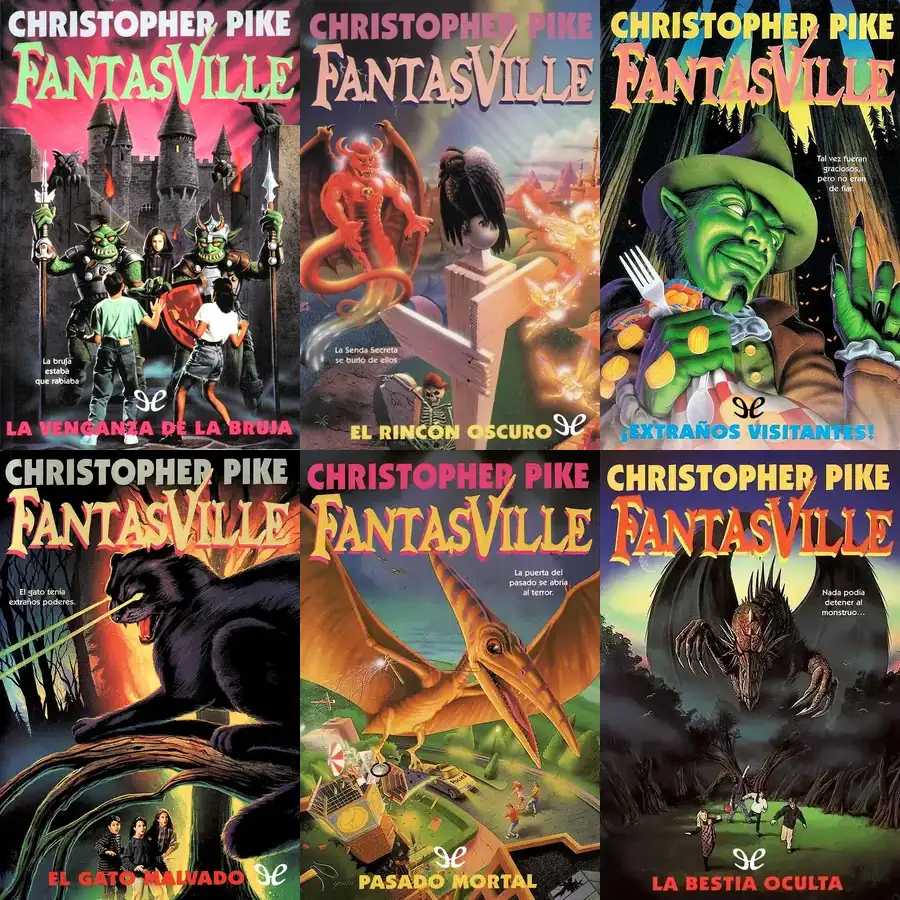 CHRISTOPHER PIKE
FANTASVILLE
La bruja
estaba
que rabiaba
LA VENGANZA DE LA BRUJA
CHRISTOPHER PIKE
FANTASVILLE
La Senda Secreta
se burló de ellos
EL RINCÓN OSCURO
CHRISTOPHER PIKE
FANTASVILLE
Tal vez fueran
graciosos,
pero no eran
de fiar.
¡EXTRAÑOS VISITANTES!
CHRISTOPHER PIKE
FANTASVILLE
El gato tenía
extraños poderes.
EL GATO MALVADO
CHRISTOPHER PIKE
FANTASVILLE
La puerta del
pasado se abría
al terror.
PASADO MORTAL
CHRISTOPHER PIKE
FANTASVILLE
Nada podía
detener al
monstruo...
LA BESTIA OCULTA